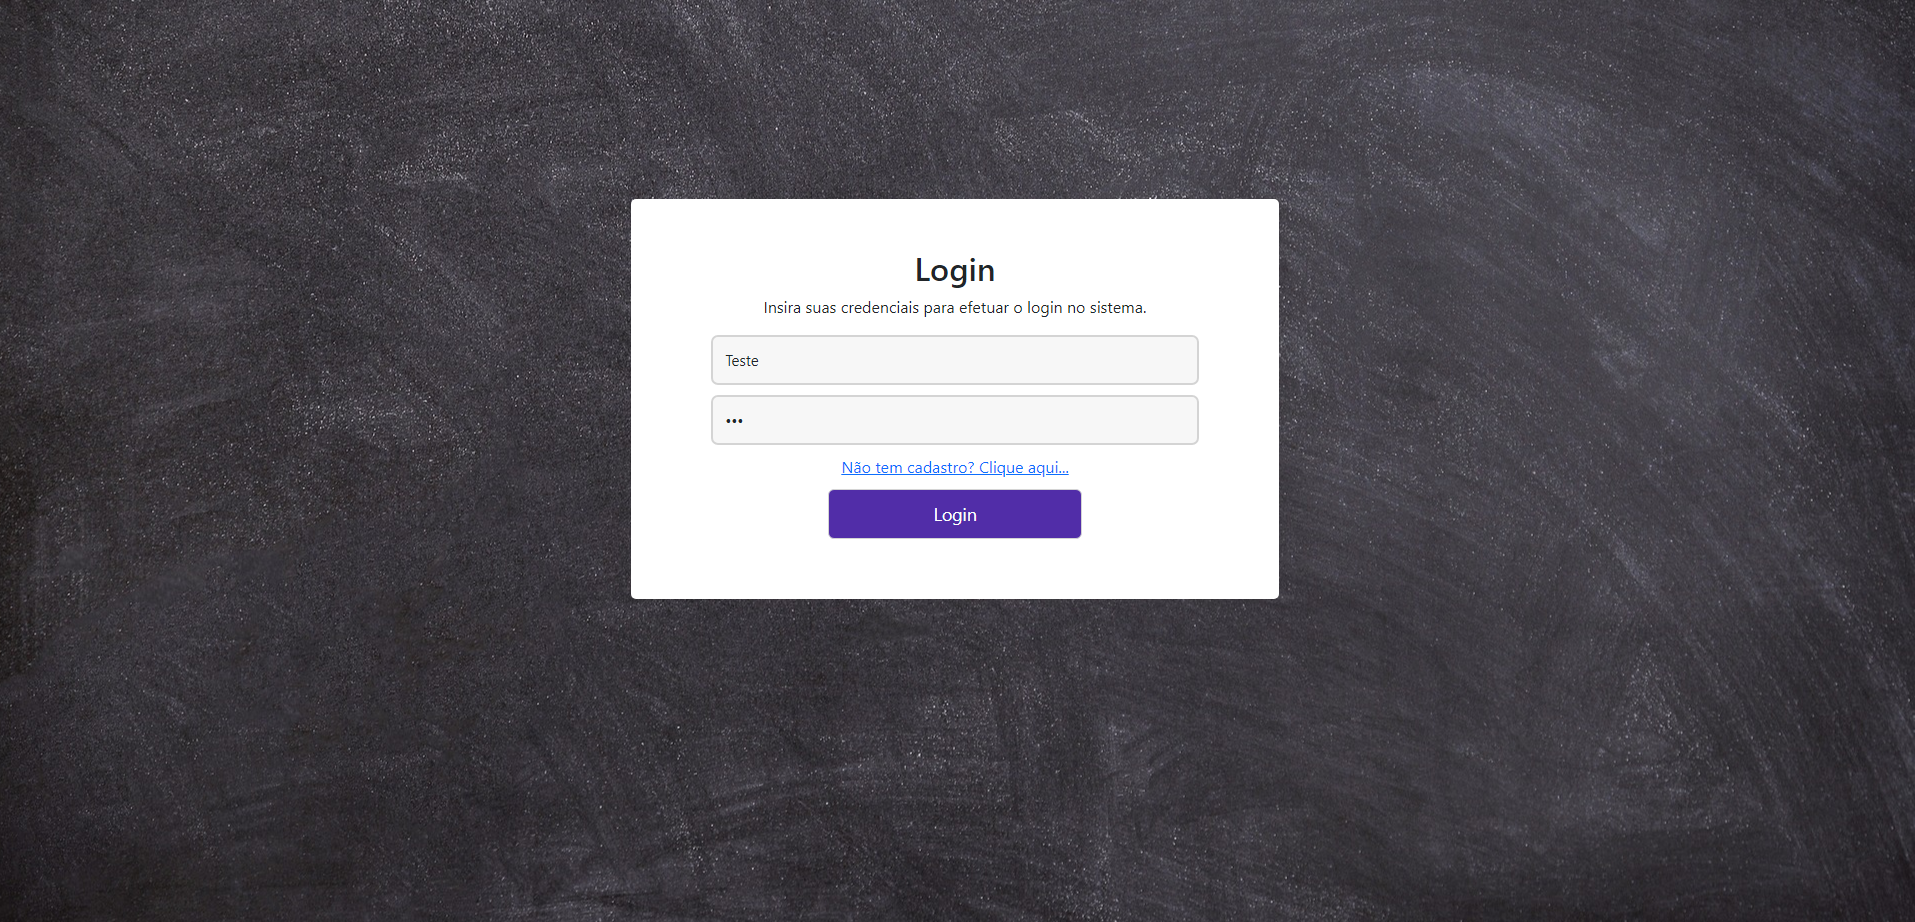 Login
Insira suas credenciais para efetuar o login no sistema.
Teste
•••
Não tem cadastro? Clique aqui...
Login